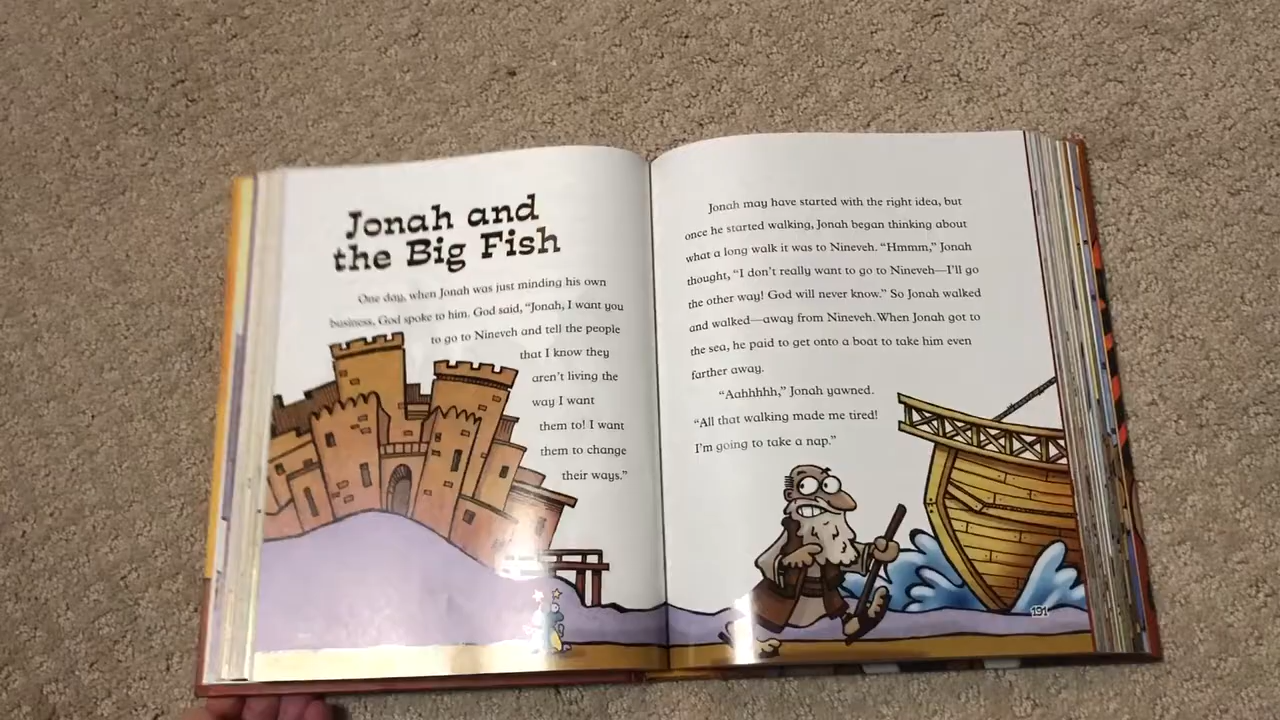 Jonah and
the Big Fish
One day, when Jonah was just minding his own
business, God spoke to him. God said, “Jonah, I want you
to go to Nineveh and tell the people
that I know they
aren’t living the
way I want
them to! I want
them to change
their ways.”
Jonah may have started with the right idea, but
once he started walking, Jonah began thinking about
what a long walk it was to Nineveh. “Hmmm,” Jonah
thought, “I don’t really want to go to Nineveh—I’ll go
the other way! God will never know.” So Jonah walked
and walked—away from Nineveh. When Jonah got to
the sea, he paid to get onto a boat to take him even
farther away.
“Aahhhhh,” Jonah yawned.
“All that walking made me tired!
I’m going to take a nap.”
191